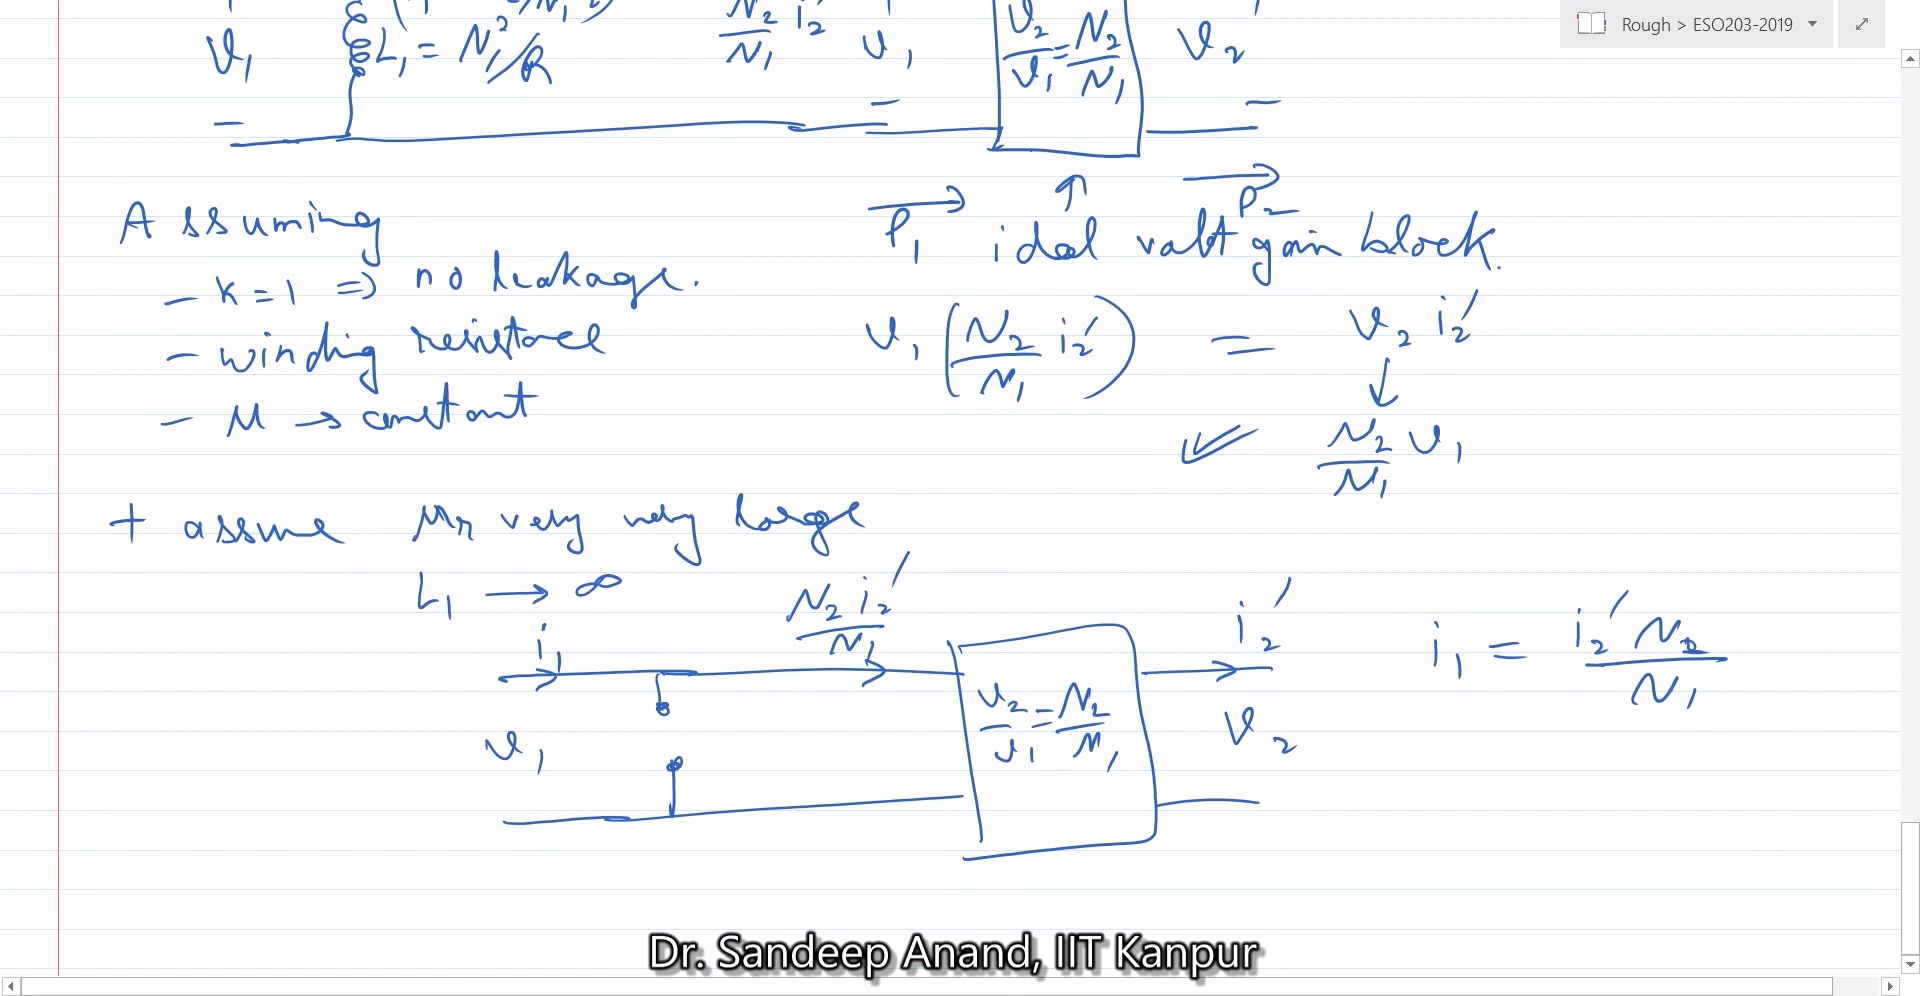 Rough > ESO203-2019
v1
L1 = N1²/R
N2/N1 i2'
v1
v2/v1 = N2/N1
v2
Assuming
- k = 1 => no leakage.
- winding resistance
- M → constant
P1 → P2 →
ideal volt gain block.
v1 (N2/N1 i2') = v2 i2'
N2/N1 v1
+ assume μr very very large
L1 → ∞
i1
N2 i2'/N1
i2'
i1 = i2' N2/N1
v1
v2/v1 = N2/N1
v2
Dr. Sandeep Anand, IIT Kanpur